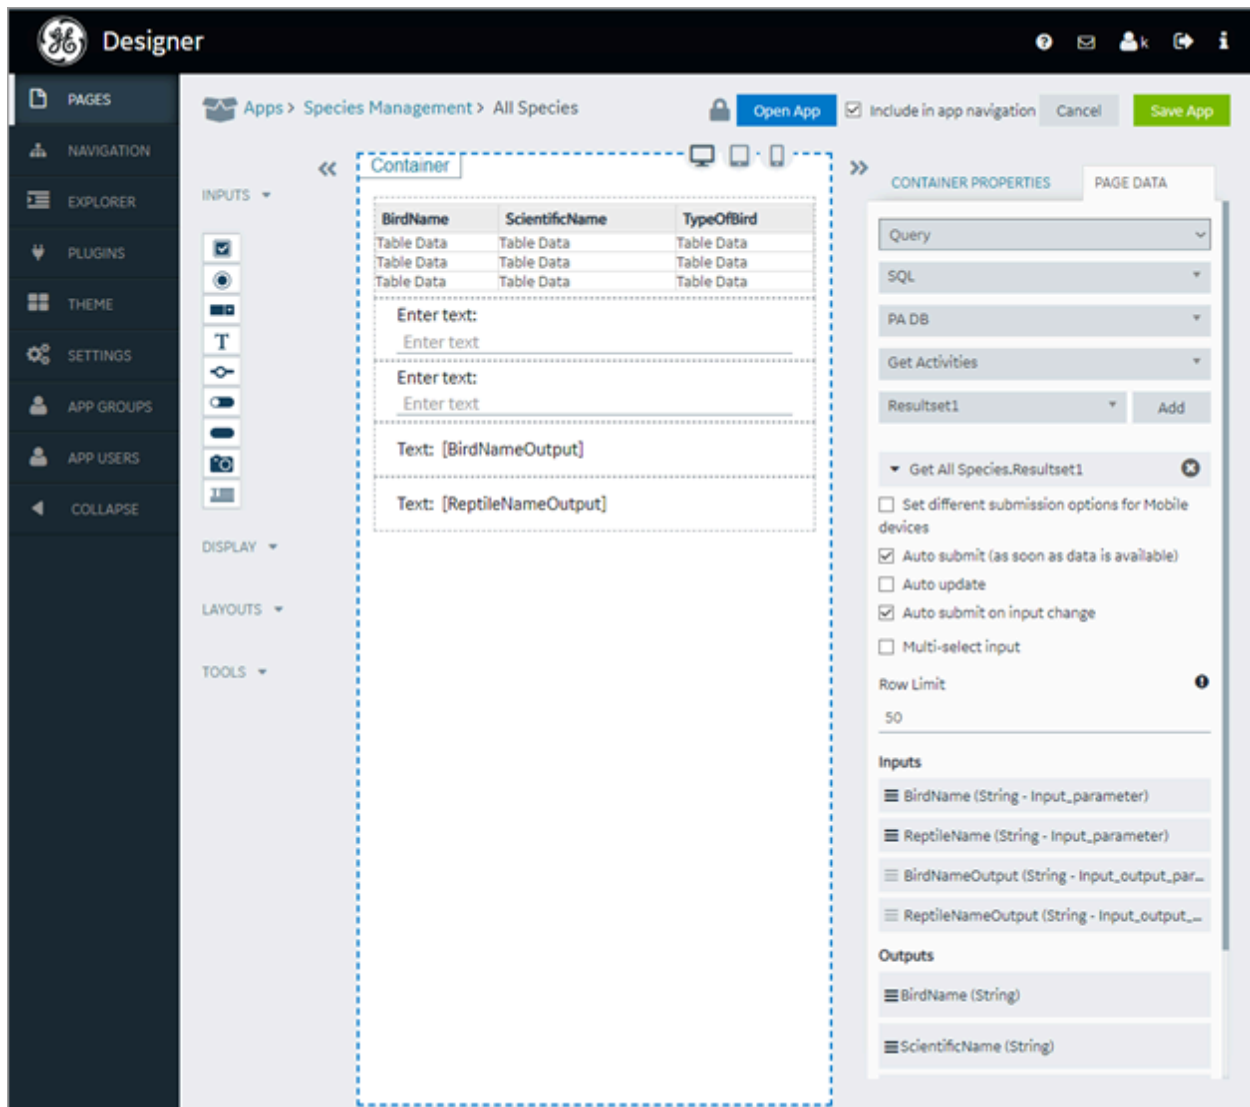 Designer
k
PAGES
NAVIGATION
EXPLORER
PLUGINS
THEME
SETTINGS
APP GROUPS
APP USERS
COLLAPSE
Apps > Species Management > All Species
Open App
Include in app navigation
Cancel
Save App
INPUTS
DISPLAY
LAYOUTS
TOOLS
Container
BirdName ScientificName TypeOfBird
Table Data Table Data Table Data
Table Data Table Data Table Data
Table Data Table Data Table Data
Enter text:
Enter text
Enter text:
Enter text
Text: [BirdNameOutput]
Text: [ReptileNameOutput]
CONTAINER PROPERTIES
PAGE DATA
Query
SQL
PA DB
Get Activities
Resultset1
Add
Get All Species.Resultset1
Set different submission options for Mobile
devices
Auto submit (as soon as data is available)
Auto update
Auto submit on input change
Multi-select input
Row Limit
50
Inputs
BirdName (String - Input_parameter)
ReptileName (String - Input_parameter)
BirdNameOutput (String - Input_output_par...
ReptileNameOutput (String - Input_output_...
Outputs
BirdName (String)
ScientificName (String)